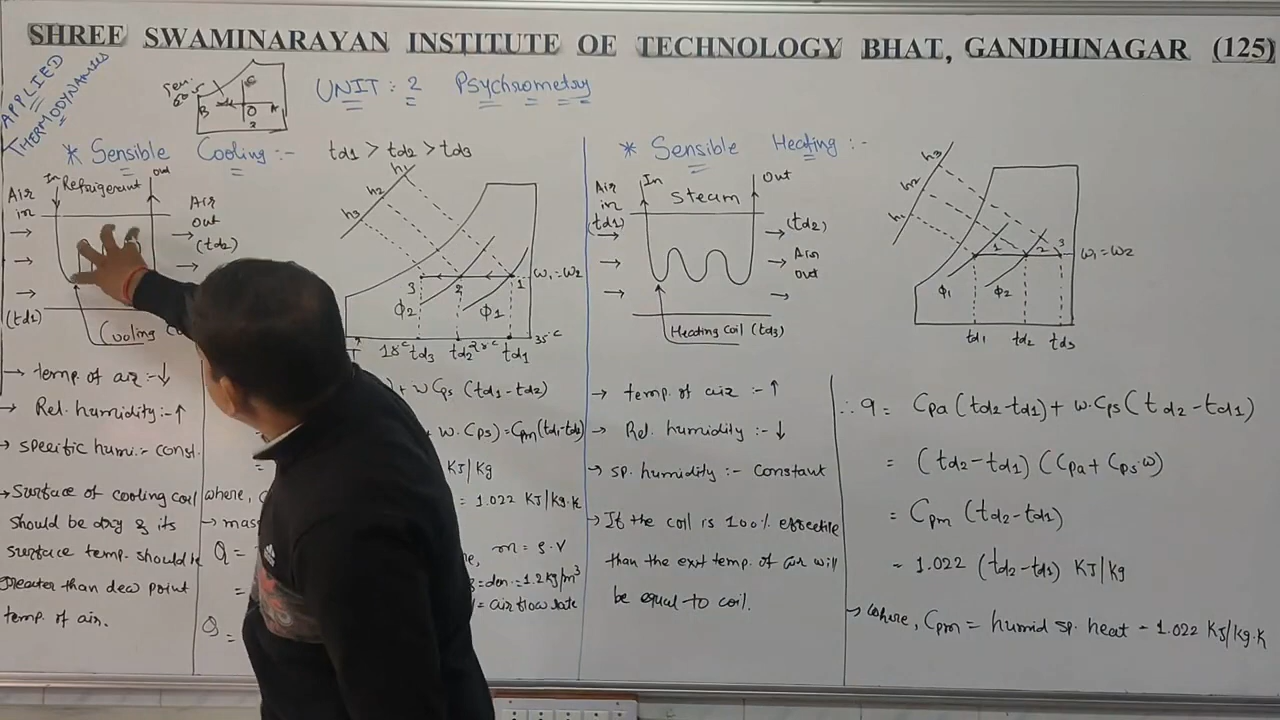 SHREE SWAMINARAYAN INSTITUTE OF TECHNOLOGY BHAT, GANDHINAGAR (125)
APPLIED
THERMODYNAMICS
B O A
UNIT : 2 Psychrometry
* Sensible Cooling :-
td1 > td2 > td3
In Refrigerant out
Air
in
Air
out
(td2)
(td1)
Cooling
h1
h2
h3
ω1 = ω2
3 2 1
Φ2 Φ1
35°C
18°C td3 td2 td1
→ temp. of air :- ↓
→ Rel. humidity :- ↑
→ specific humi. :- const.
→ Surface of cooling coil
should be dry & its
surface temp. should be
greater than dew point
temp. of air.
) + ω Cps (td1 - td2)
+ ω. Cps) = Cpm (td1 - td2)
KJ/Kg
where,
= 1.022 KJ/kg.K
→ mass
Q =
m = ρ. V
= den. = 1.2 kg/m³
=
= air flow rate
Q =
* Sensible Heating :-
Air
in
(td1)
In steam Out
(td2)
Air
out
Heating coil (td3)
h3
h2
h1
1 2 3
ω1 = ω2
Φ1 Φ2
td1 td2 td3
→ temp. of air :- ↑
→ Rel. humidity :- ↓
→ sp. humidity :- Constant
→ If the coil is 100% effective
than the exit temp. of air will
be equal to coil.
∴ q = Cpa (td2 - td1) + ω. Cps (td2 - td1)
= (td2 - td1) (Cpa + Cps. ω)
= Cpm (td2 - td1)
= 1.022 (td2 - td1) KJ/kg
→ where, Cpm = humid sp. heat = 1.022 KJ/kg.K